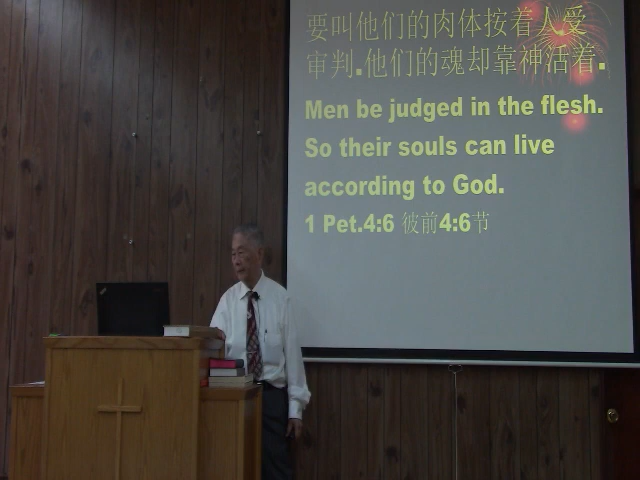 要叫他们的肉体按着人受
审判.他们的魂却靠神活着.
Men be judged in the flesh.
So their souls can live
according to God.
1 Pet.4:6 彼前4:6节